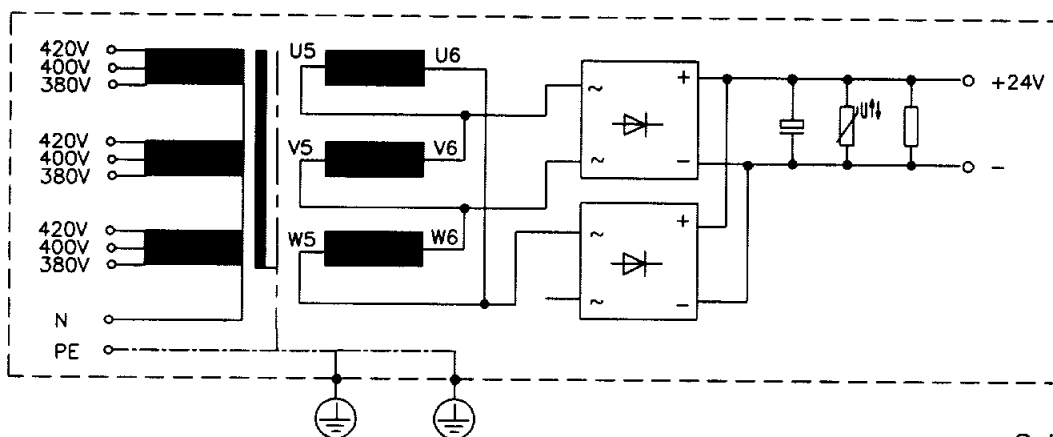 420V
400V
380V
420V
400V
380V
420V
400V
380V
N
PE
U5 U6
V5 V6
W5 W6
~ +
~ −
~ +
~ −
U
+24V
−